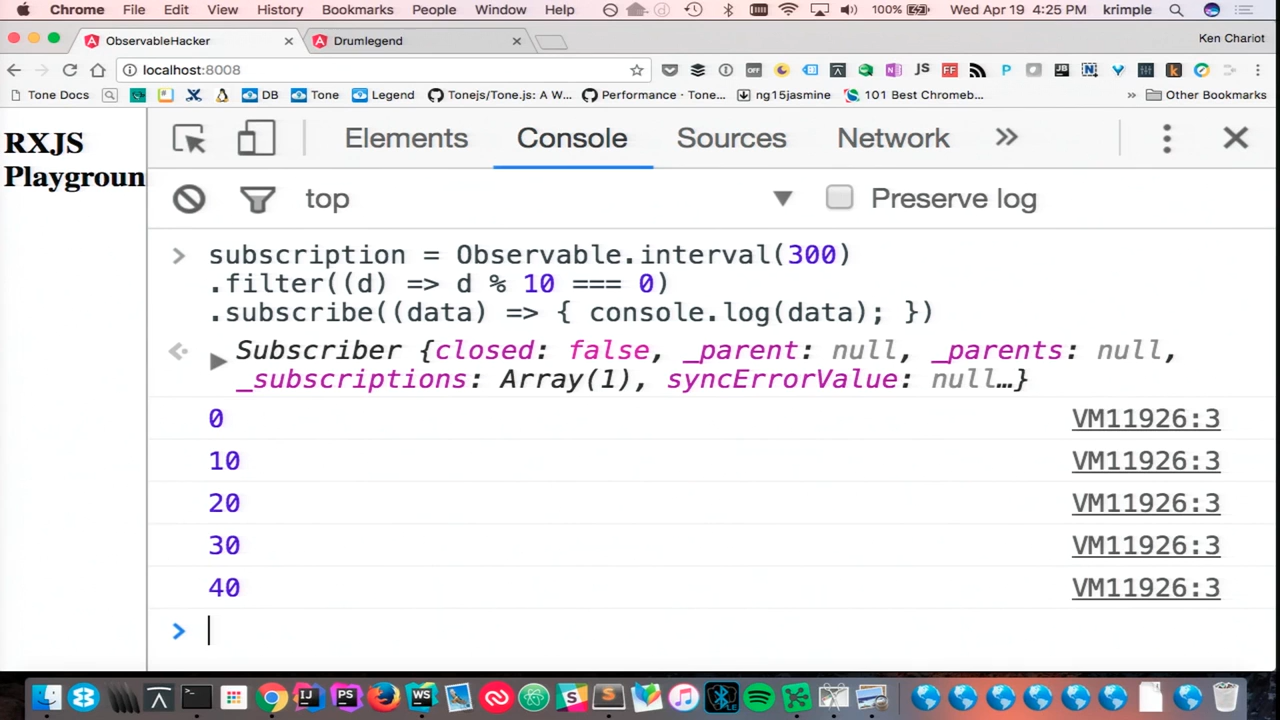 Chrome File Edit View History Bookmarks People Window Help 100% Wed Apr 19 4:25 PM krimple
ObservableHacker Drumlegend Ken Chariot
localhost:8008
Tone Docs DB Tone Legend Tonejs/Tone.js: A W... Performance · Tone... ng15jasmine 101 Best Chromeb... » Other Bookmarks
RXJS
Playgroun
Elements Console Sources Network »
top Preserve log
> subscription = Observable.interval(300)
.filter((d) => d % 10 === 0)
.subscribe((data) => { console.log(data); })
Subscriber {closed: false, _parent: null, _parents: null,
_subscriptions: Array(1), syncErrorValue: null…}
0 VM11926:3
10 VM11926:3
20 VM11926:3
30 VM11926:3
40 VM11926:3
>